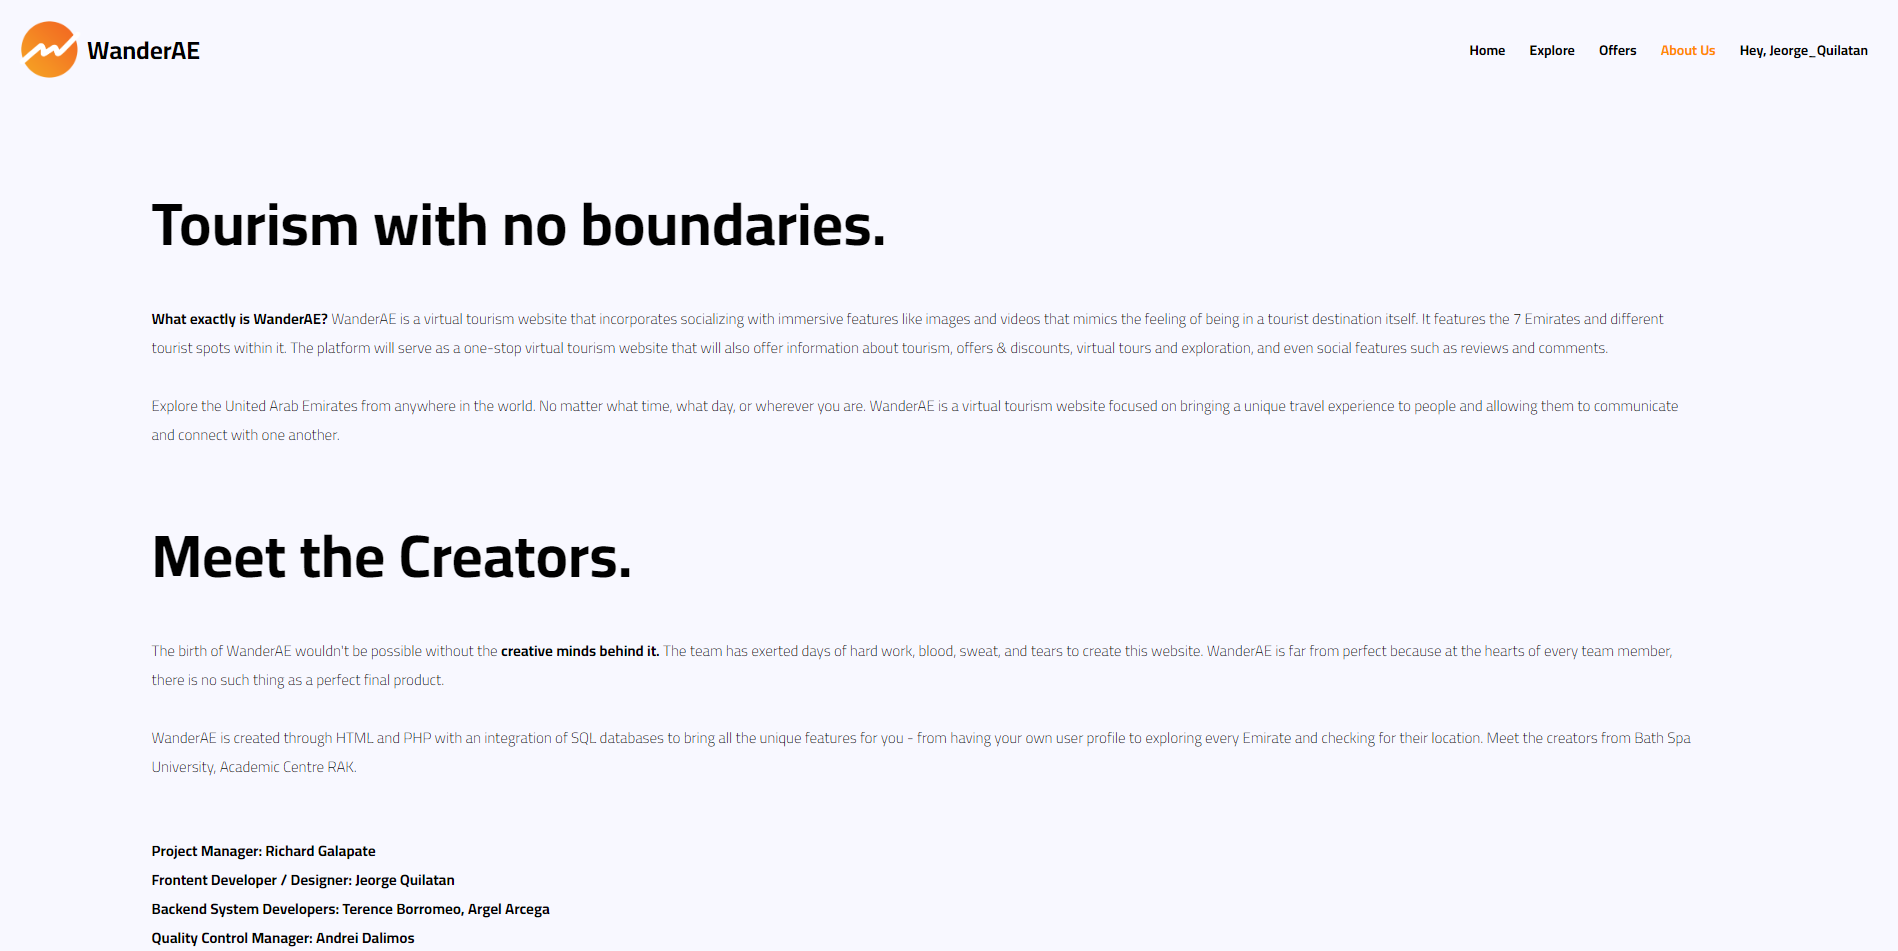 WanderAE
Home Explore Offers About Us Hey, Jeorge_Quilatan
Tourism with no boundaries.
What exactly is WanderAE? WanderAE is a virtual tourism website that incorporates socializing with immersive features like images and videos that mimics the feeling of being in a tourist destination itself. It features the 7 Emirates and different
tourist spots within it. The platform will serve as a one-stop virtual tourism website that will also offer information about tourism, offers & discounts, virtual tours and exploration, and even social features such as reviews and comments.
Explore the United Arab Emirates from anywhere in the world. No matter what time, what day, or wherever you are. WanderAE is a virtual tourism website focused on bringing a unique travel experience to people and allowing them to communicate
and connect with one another.
Meet the Creators.
The birth of WanderAE wouldn't be possible without the creative minds behind it. The team has exerted days of hard work, blood, sweat, and tears to create this website. WanderAE is far from perfect because at the hearts of every team member,
there is no such thing as a perfect final product.
WanderAE is created through HTML and PHP with an integration of SQL databases to bring all the unique features for you - from having your own user profile to exploring every Emirate and checking for their location. Meet the creators from Bath Spa
University, Academic Centre RAK.
Project Manager: Richard Galapate
Frontent Developer / Designer: Jeorge Quilatan
Backend System Developers: Terence Borromeo, Argel Arcega
Quality Control Manager: Andrei Dalimos